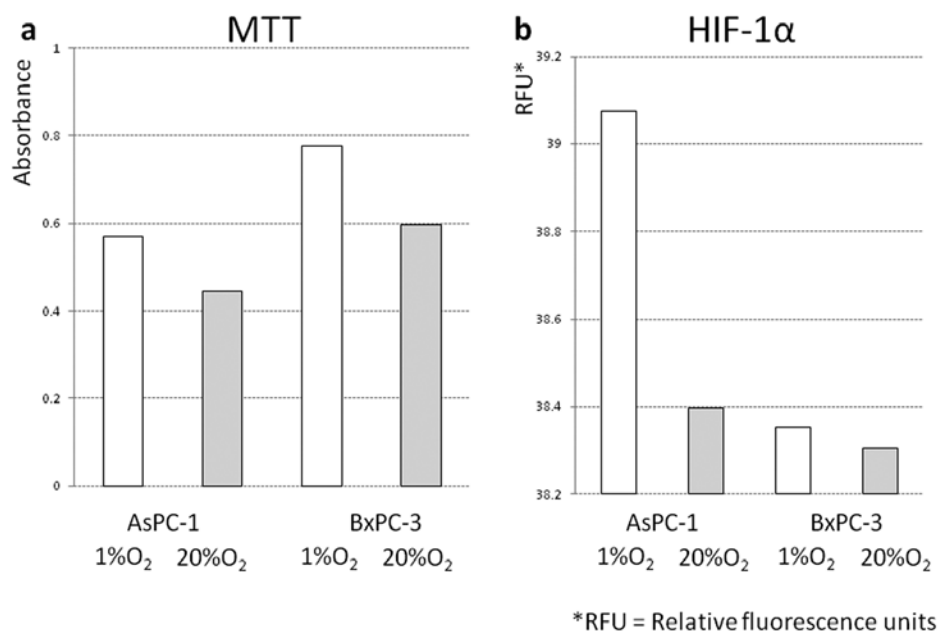 a
MTT
Absorbance
1
0.8
0.6
0.4
0.2
0
AsPC-1 BxPC-3
1%O₂ 20%O₂ 1%O₂ 20%O₂
b
HIF-1α
RFU*
39.2
39
38.8
38.6
38.4
38.2
AsPC-1 BxPC-3
1%O₂ 20%O₂ 1%O₂ 20%O₂
*RFU = Relative fluorescence units